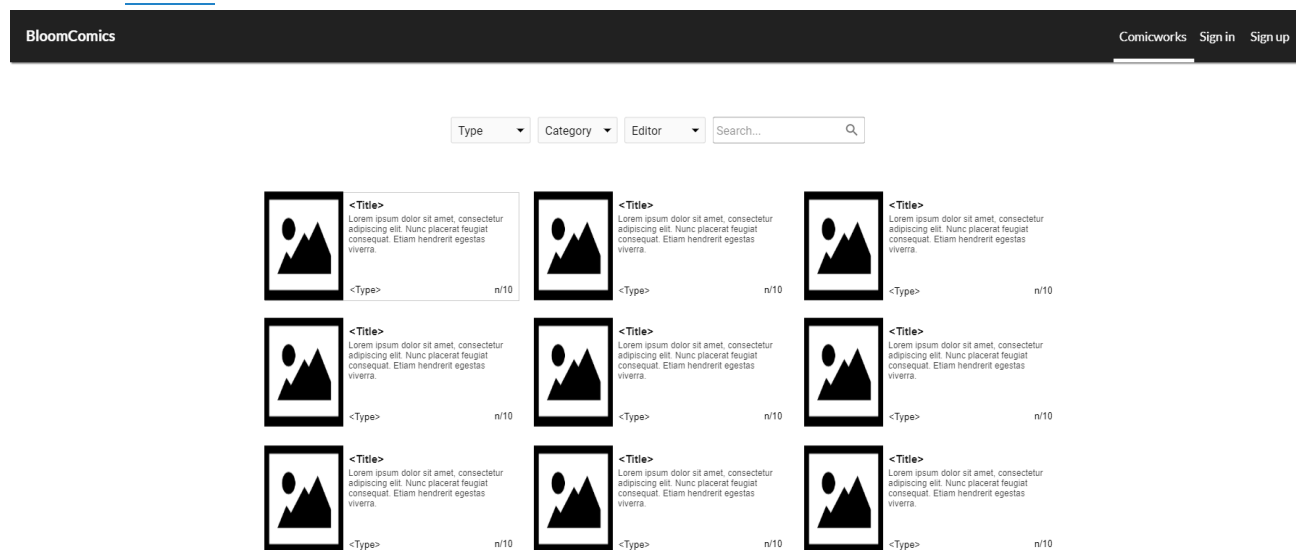 BloomComics
Comicworks Sign in Sign up
Type Category Editor Search...
<Title>
Lorem ipsum dolor sit amet, consectetur
adipiscing elit. Nunc placerat feugiat
consequat. Etiam hendrerit egestas
viverra.
<Type> n/10
<Title>
Lorem ipsum dolor sit amet, consectetur
adipiscing elit. Nunc placerat feugiat
consequat. Etiam hendrerit egestas
viverra.
<Type> n/10
<Title>
Lorem ipsum dolor sit amet, consectetur
adipiscing elit. Nunc placerat feugiat
consequat. Etiam hendrerit egestas
viverra.
<Type> n/10
<Title>
Lorem ipsum dolor sit amet, consectetur
adipiscing elit. Nunc placerat feugiat
consequat. Etiam hendrerit egestas
viverra.
<Type> n/10
<Title>
Lorem ipsum dolor sit amet, consectetur
adipiscing elit. Nunc placerat feugiat
consequat. Etiam hendrerit egestas
viverra.
<Type> n/10
<Title>
Lorem ipsum dolor sit amet, consectetur
adipiscing elit. Nunc placerat feugiat
consequat. Etiam hendrerit egestas
viverra.
<Type> n/10
<Title>
Lorem ipsum dolor sit amet, consectetur
adipiscing elit. Nunc placerat feugiat
consequat. Etiam hendrerit egestas
viverra.
<Type> n/10
<Title>
Lorem ipsum dolor sit amet, consectetur
adipiscing elit. Nunc placerat feugiat
consequat. Etiam hendrerit egestas
viverra.
<Type> n/10
<Title>
Lorem ipsum dolor sit amet, consectetur
adipiscing elit. Nunc placerat feugiat
consequat. Etiam hendrerit egestas
viverra.
<Type> n/10